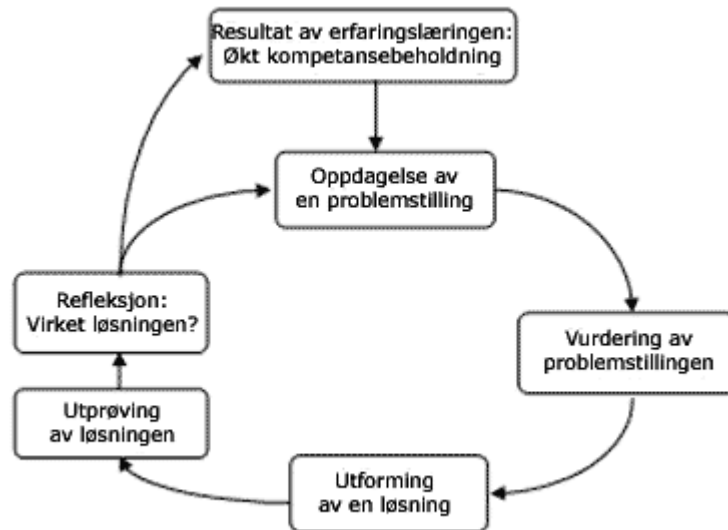 Resultat av erfaringslæringen:
Økt kompetansebeholdning
Oppdagelse av
en problemstilling
Vurdering av
problemstillingen
Utforming
av en løsning
Utprøving
av løsningen
Refleksjon:
Virket løsningen?